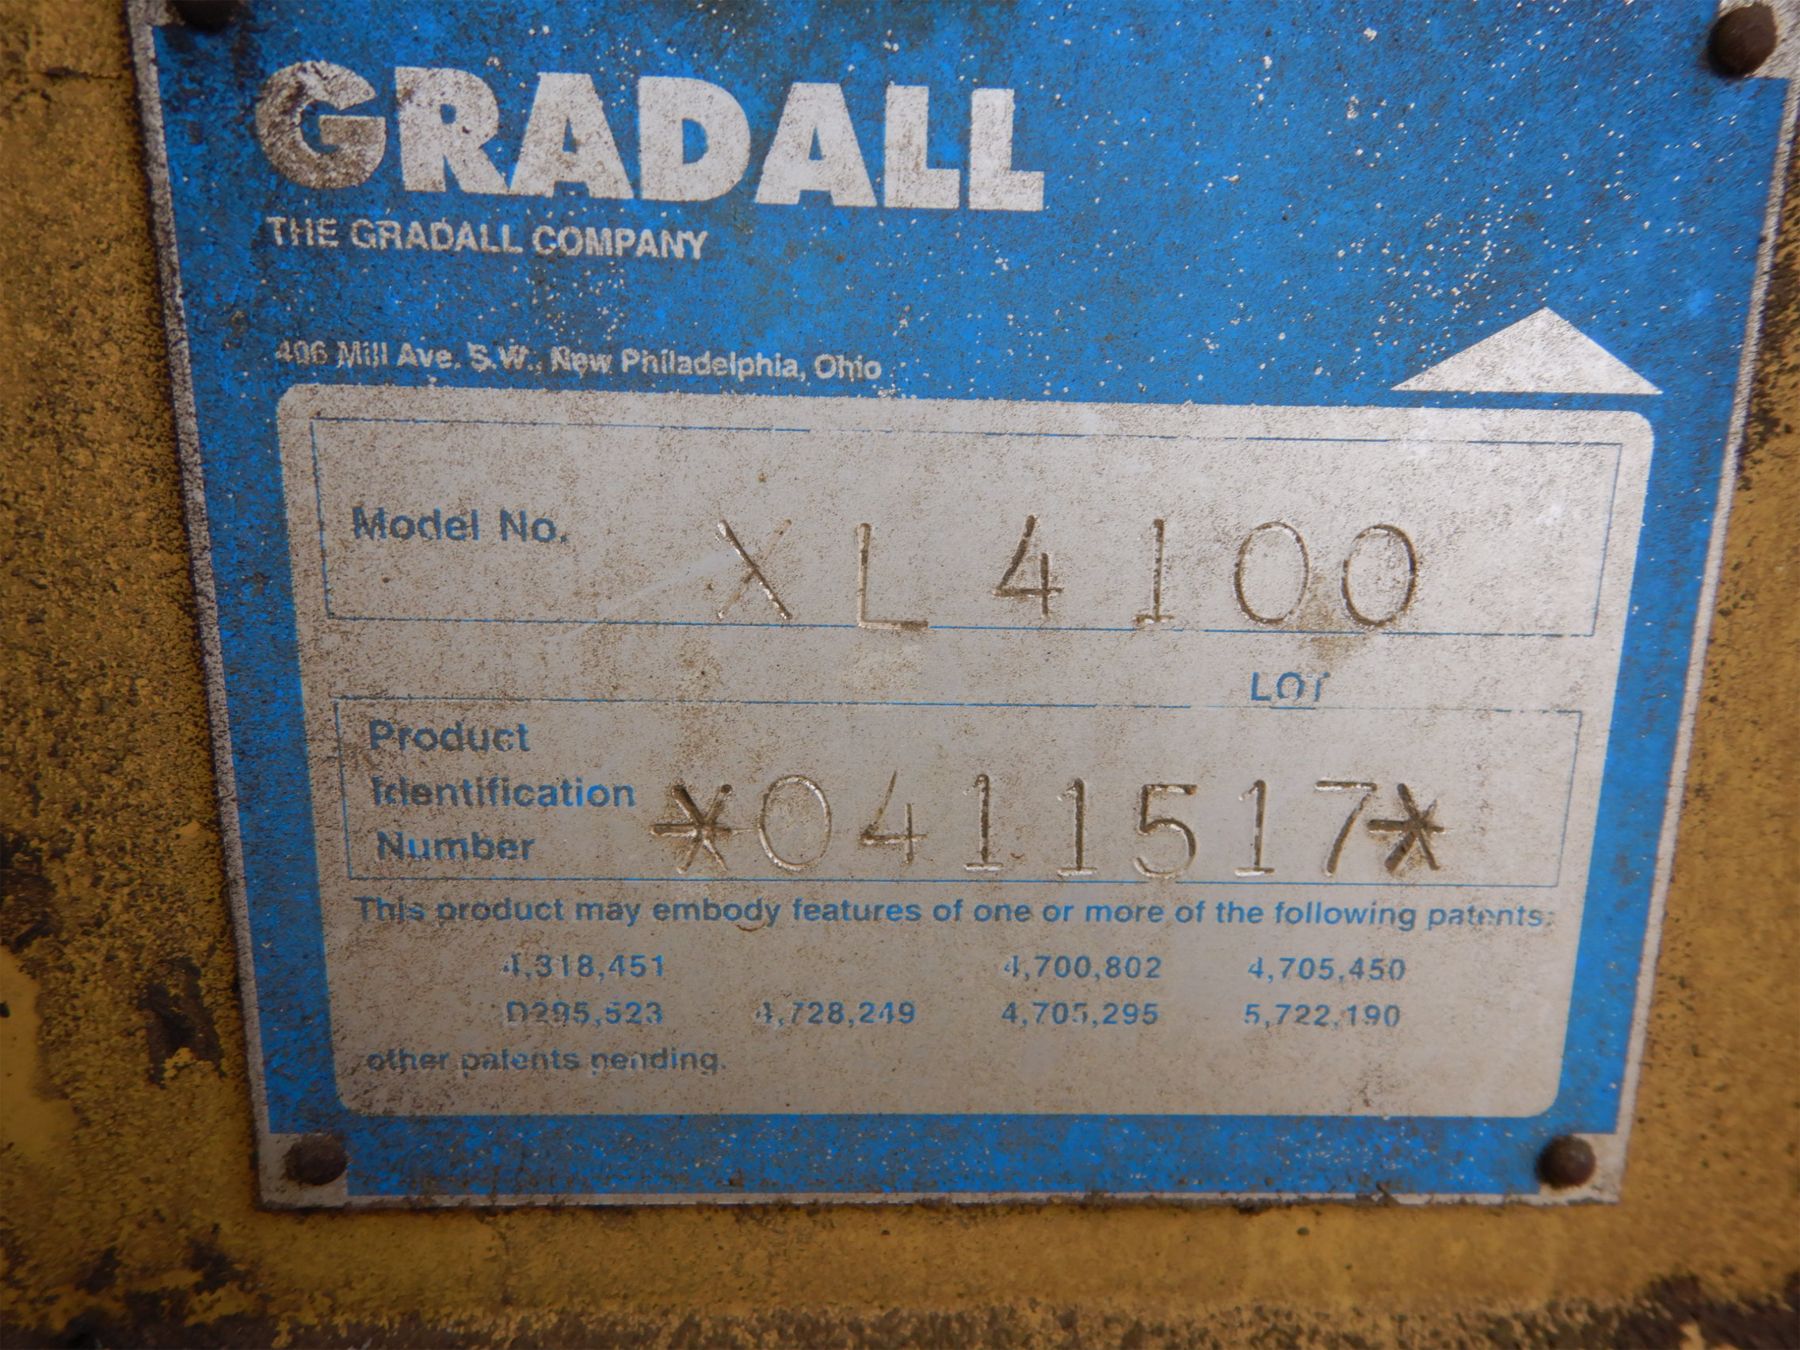 GRADALL
THE GRADALL COMPANY
406 Mill Ave. S.W., New Philadelphia, Ohio
Model No. XL4100
LOT
Product
Identification
Number *0411517*
This product may embody features of one or more of the following patents:
4,318,451 4,700,802 4,705,450
D295,523 4,728,249 4,705,295 5,722,190
other patents pending.